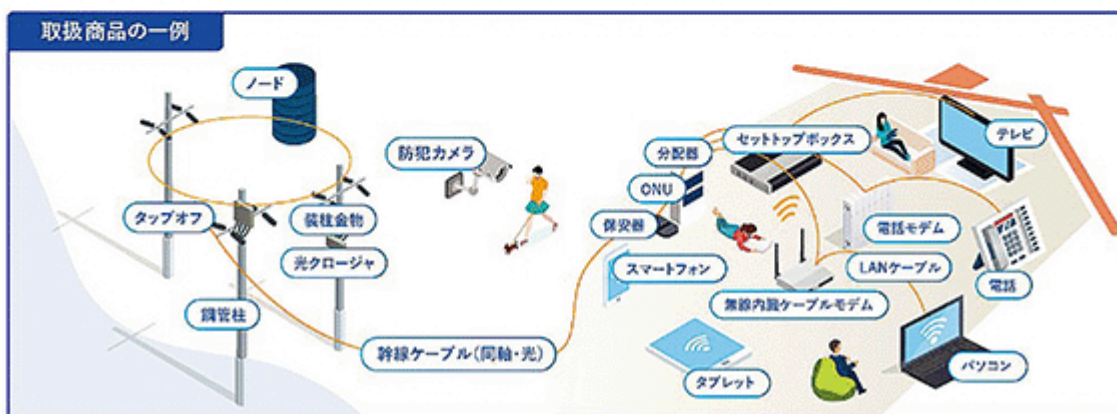 取扱商品の一例
ノード
防犯カメラ
タップオフ
装柱金物
光クロージャ
鋼管柱
幹線ケーブル(同軸・光)
分配器
ONU
保安器
スマートフォン
セットトップボックス
テレビ
電話モデム
LANケーブル
電話
無線内蔵ケーブルモデム
タブレット
パソコン